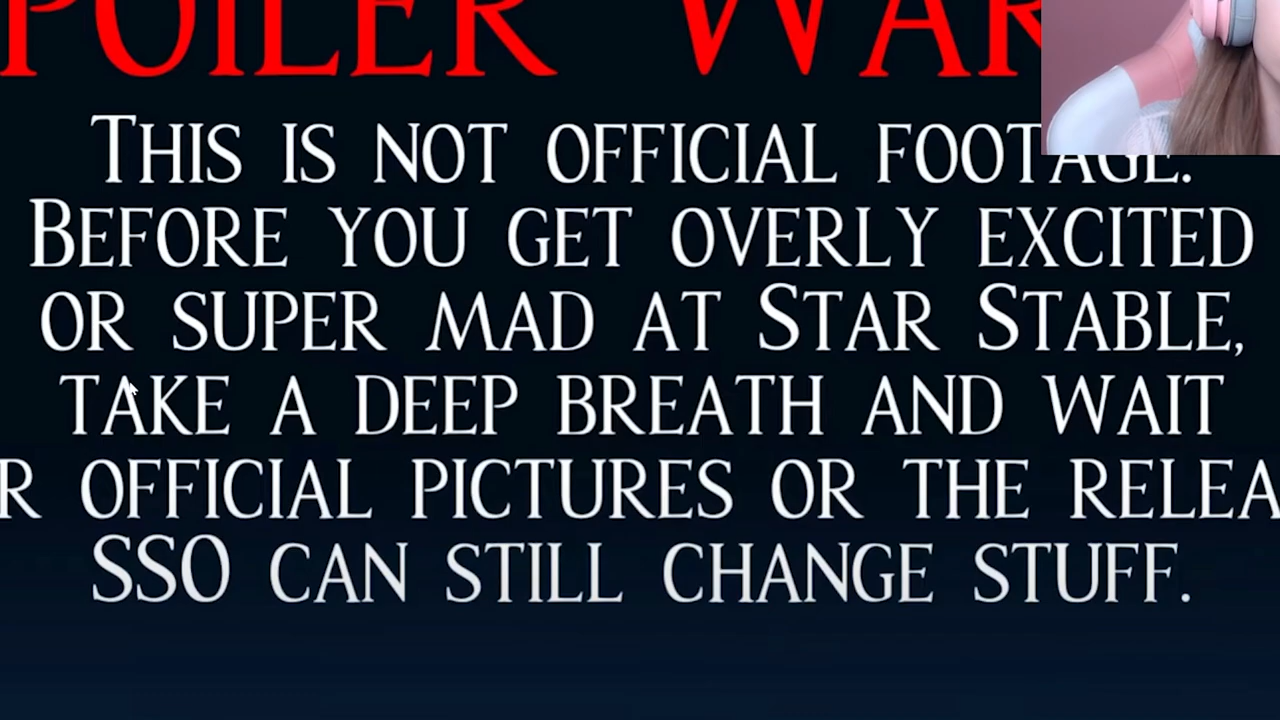 POILER WAR
THIS IS NOT OFFICIAL FOOTAGE.
BEFORE YOU GET OVERLY EXCITED
OR SUPER MAD AT STAR STABLE,
TAKE A DEEP BREATH AND WAIT
R OFFICIAL PICTURES OR THE RELEA
SSO CAN STILL CHANGE STUFF.